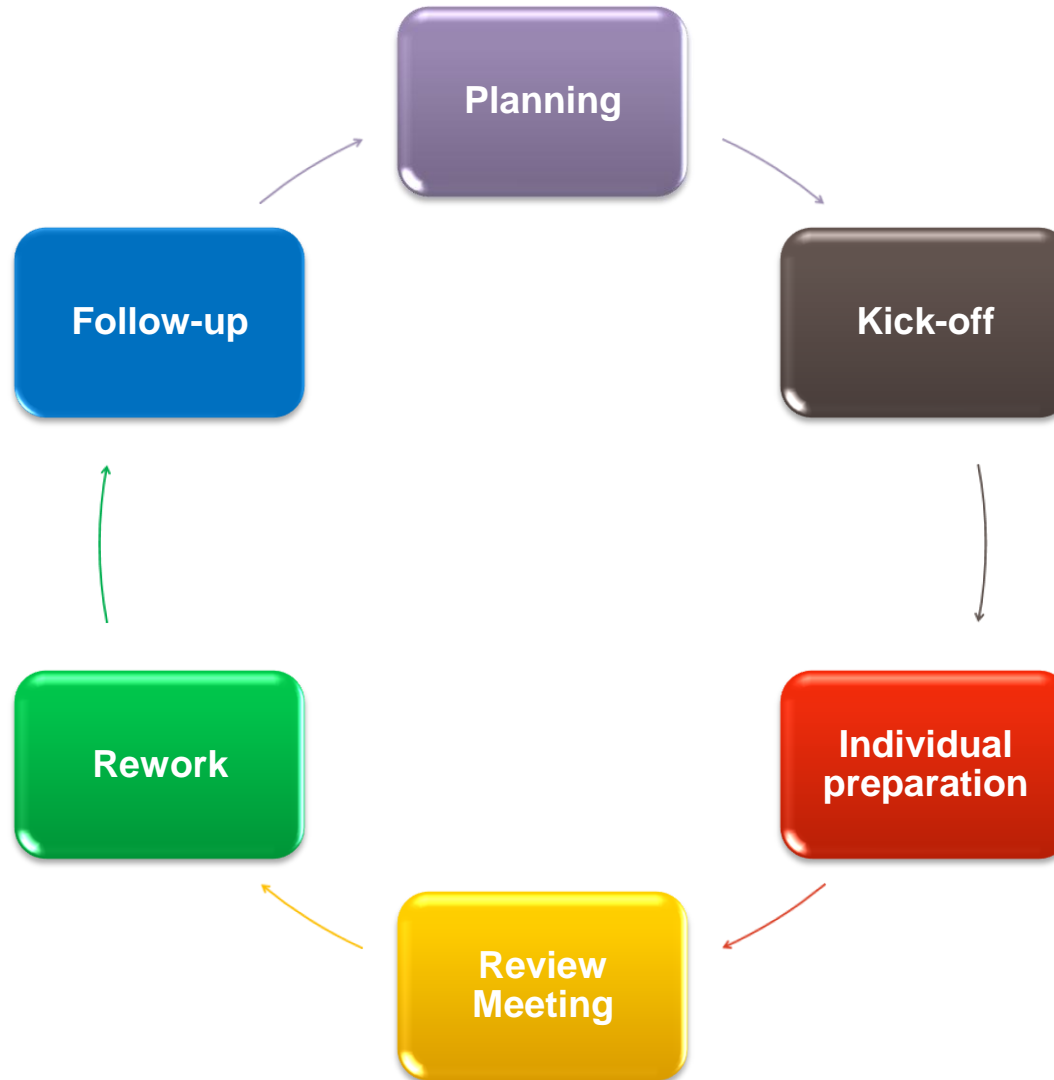 Planning
Kick-off
Individual
preparation
Review
Meeting
Rework
Follow-up